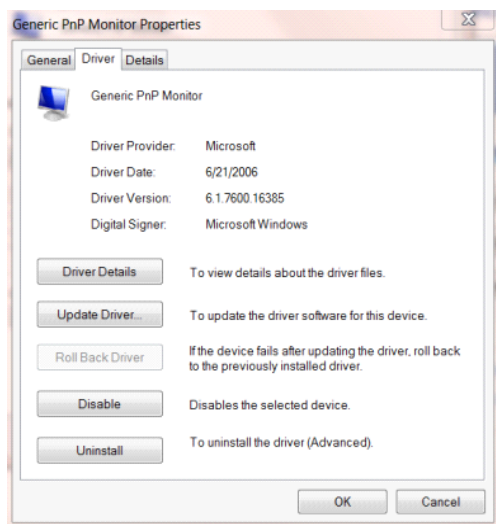 Generic PnP Monitor Properties
General Driver Details
Generic PnP Monitor
Driver Provider: Microsoft
Driver Date: 6/21/2006
Driver Version: 6.1.7600.16385
Digital Signer: Microsoft Windows
Driver Details To view details about the driver files.
Update Driver... To update the driver software for this device.
Roll Back Driver If the device fails after updating the driver, roll back
to the previously installed driver.
Disable Disables the selected device.
Uninstall To uninstall the driver (Advanced).
OK Cancel